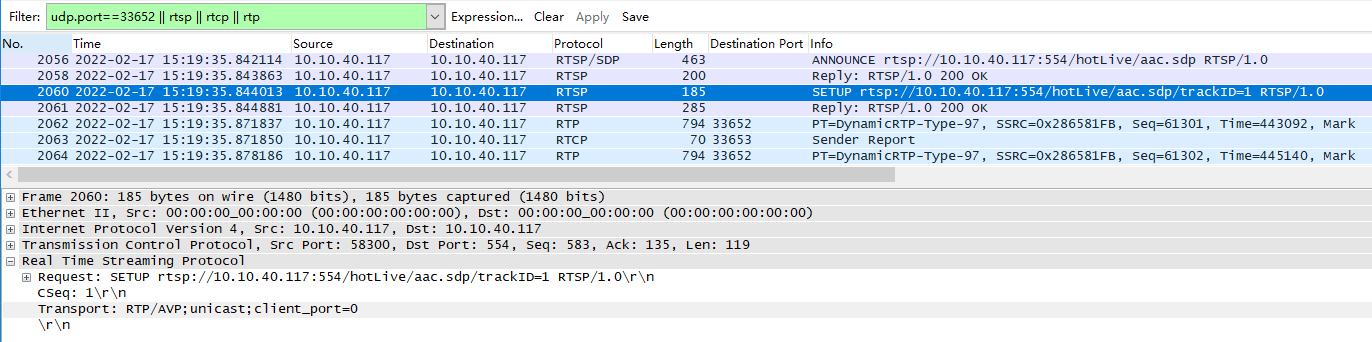 Filter: udp.port==33652 || rtsp || rtcp || rtp Expression... Clear Apply Save
No. Time Source Destination Protocol Length Destination Port Info
2056 2022-02-17 15:19:35.842114 10.10.40.117 10.10.40.117 RTSP/SDP 463 ANNOUNCE rtsp://10.10.40.117:554/hotLive/aac.sdp RTSP/1.0
2058 2022-02-17 15:19:35.843863 10.10.40.117 10.10.40.117 RTSP 200 Reply: RTSP/1.0 200 OK
2060 2022-02-17 15:19:35.844013 10.10.40.117 10.10.40.117 RTSP 185 SETUP rtsp://10.10.40.117:554/hotLive/aac.sdp/trackID=1 RTSP/1.0
2061 2022-02-17 15:19:35.844881 10.10.40.117 10.10.40.117 RTSP 285 Reply: RTSP/1.0 200 OK
2062 2022-02-17 15:19:35.871837 10.10.40.117 10.10.40.117 RTP 794 33652 PT=DynamicRTP-Type-97, SSRC=0x286581FB, Seq=61301, Time=443092, Mark
2063 2022-02-17 15:19:35.871850 10.10.40.117 10.10.40.117 RTCP 70 33653 Sender Report
2064 2022-02-17 15:19:35.878186 10.10.40.117 10.10.40.117 RTP 794 33652 PT=DynamicRTP-Type-97, SSRC=0x286581FB, Seq=61302, Time=445140, Mark
Frame 2060: 185 bytes on wire (1480 bits), 185 bytes captured (1480 bits)
Ethernet II, Src: 00:00:00_00:00:00 (00:00:00:00:00:00), Dst: 00:00:00_00:00:00 (00:00:00:00:00:00)
Internet Protocol Version 4, Src: 10.10.40.117, Dst: 10.10.40.117
Transmission Control Protocol, Src Port: 58300, Dst Port: 554, Seq: 583, Ack: 135, Len: 119
Real Time Streaming Protocol
Request: SETUP rtsp://10.10.40.117:554/hotLive/aac.sdp/trackID=1 RTSP/1.0\r\n
CSeq: 1\r\n
Transport: RTP/AVP;unicast;client_port=0
\r\n